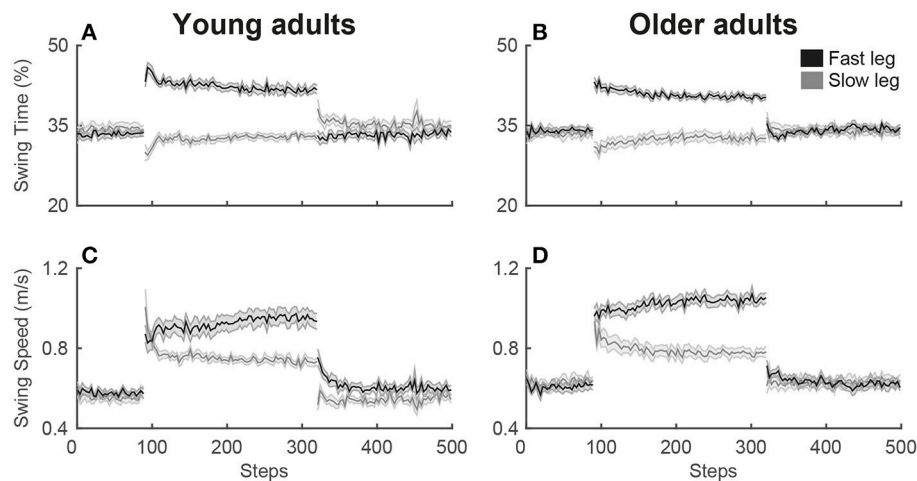 Young adults
Older adults
A
B
Fast leg
Slow leg
Swing Time (%)
50
35
20
50
35
20
C
D
Swing Speed (m/s)
1.2
0.8
0.4
1.2
0.8
0.4
0 100 200 300 400 500
0 100 200 300 400 500
Steps
Steps